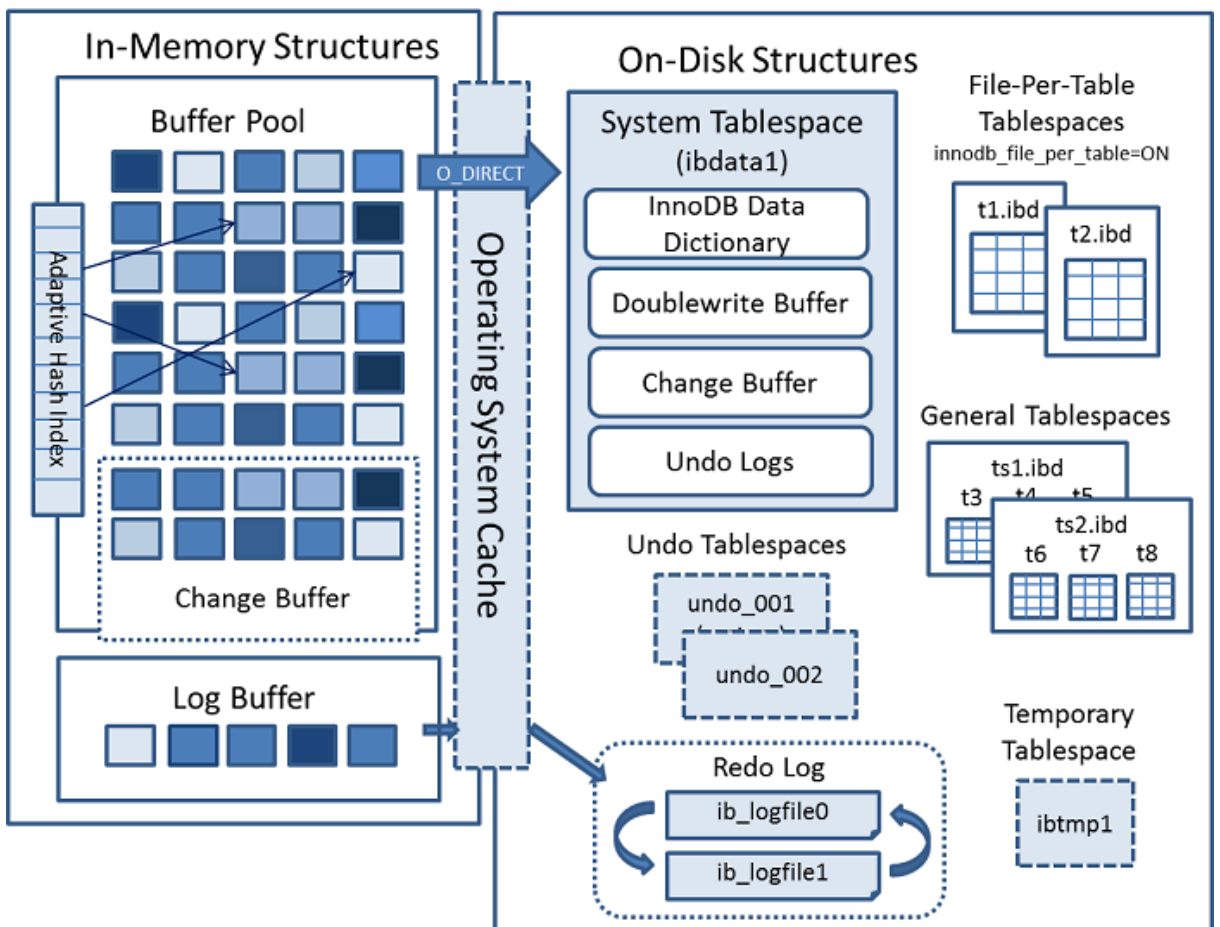 In-Memory Structures
Buffer Pool
Adaptive Hash Index
Change Buffer
Log Buffer
Operating System Cache
O_DIRECT
On-Disk Structures
System Tablespace
(ibdata1)
InnoDB Data
Dictionary
Doublewrite Buffer
Change Buffer
Undo Logs
Undo Tablespaces
undo_001
undo_002
Redo Log
ib_logfile0
ib_logfile1
File-Per-Table
Tablespaces
innodb_file_per_table=ON
t1.ibd
t2.ibd
General Tablespaces
ts1.ibd
t3 t4 t5
ts2.ibd
t6 t7 t8
Temporary
Tablespace
ibtmp1